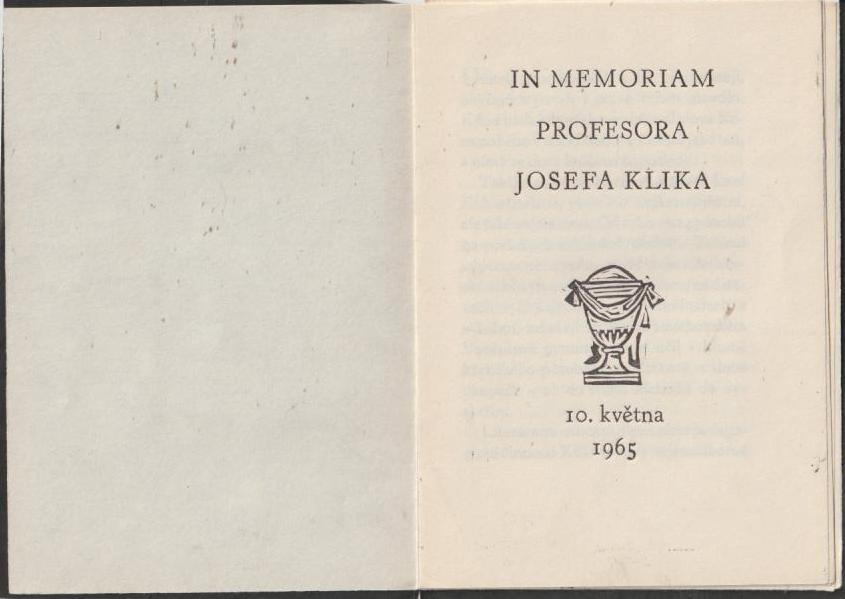 IN MEMORIAM
PROFESORA
JOSEFA KLIKA
10. května
1965